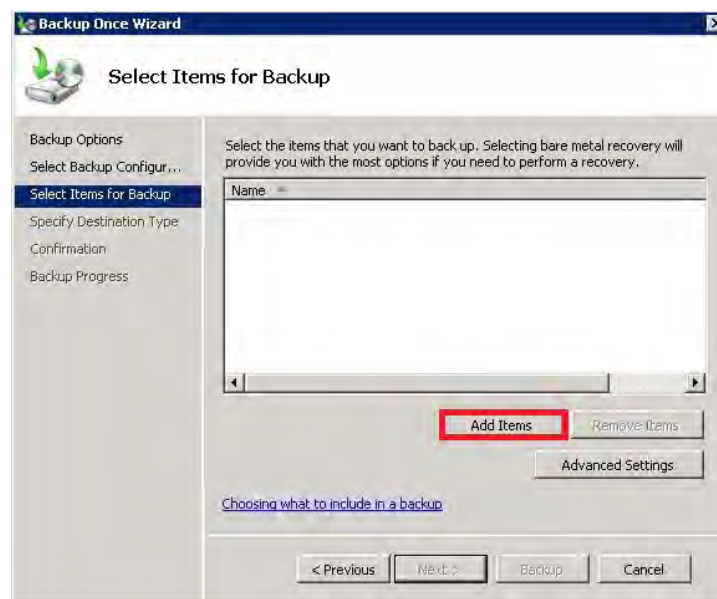 Backup Once Wizard
Select Items for Backup
Backup Options
Select Backup Configur...
Select Items for Backup
Specify Destination Type
Confirmation
Backup Progress
Select the items that you want to back up. Selecting bare metal recovery will
provide you with the most options if you need to perform a recovery.
Name
Add Items
Remove Items
Advanced Settings
Choosing what to include in a backup
< Previous
Next >
Backup
Cancel